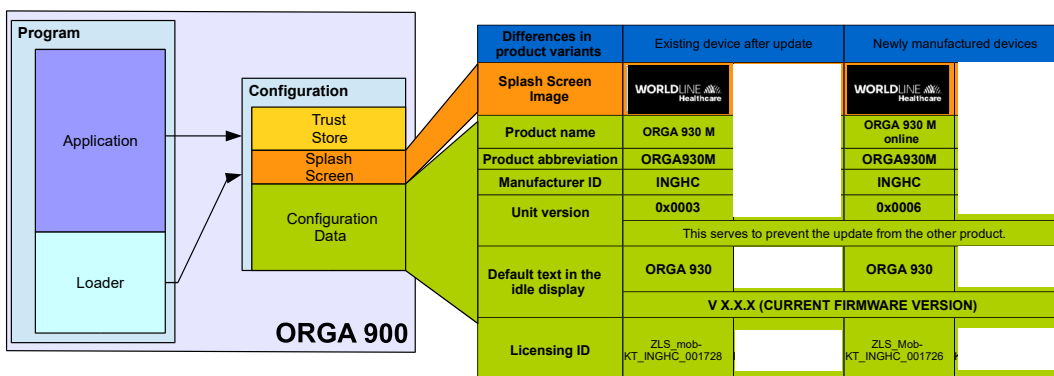 Program
Application
Loader
Configuration
Trust
Store
Splash
Screen
Configuration
Data
ORGA 900
Differences in
product variants
Existing device after update
Newly manufactured devices
Splash Screen
Image
WORLDLINE
Healthcare
WORLDLINE
Healthcare
Product name
ORGA 930 M
ORGA 930 M
online
Product abbreviation
ORGA930M
ORGA930M
Manufacturer ID
INGHC
INGHC
Unit version
0x0003
0x0006
This serves to prevent the update from the other product.
Default text in the
idle display
ORGA 930
ORGA 930
V X.X.X (CURRENT FIRMWARE VERSION)
Licensing ID
ZLS_mob-
KT_INGHC_001728
ZLS_Mob-
KT_INGHC_001726